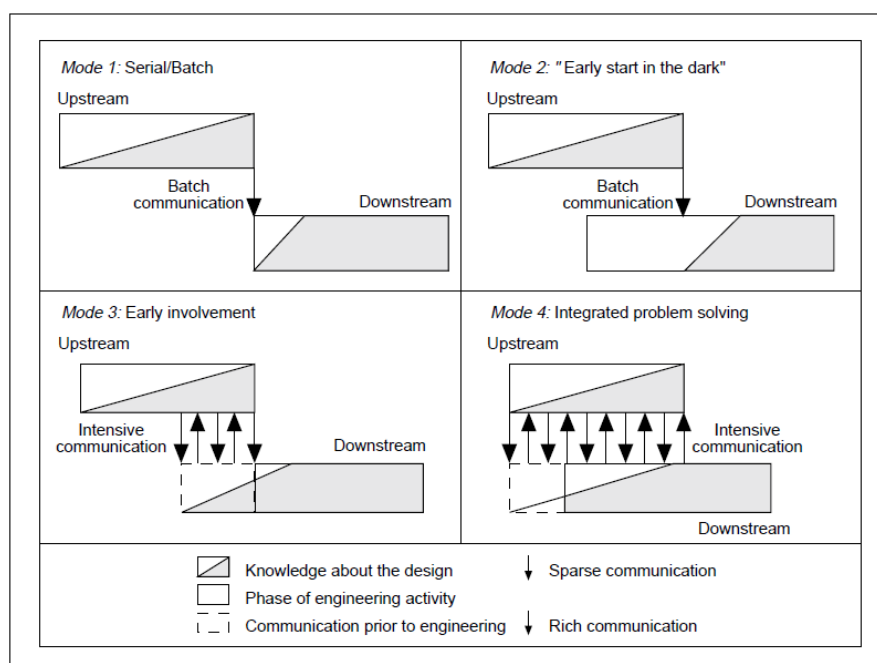 Mode 1: Serial/Batch
Upstream
Batch
communication
Downstream
Mode 2: " Early start in the dark"
Upstream
Batch
communication
Downstream
Mode 3: Early involvement
Upstream
Intensive
communication
Downstream
Mode 4: Integrated problem solving
Upstream
Intensive
communication
Downstream
Knowledge about the design
Sparse communication
Phase of engineering activity
Communication prior to engineering
Rich communication